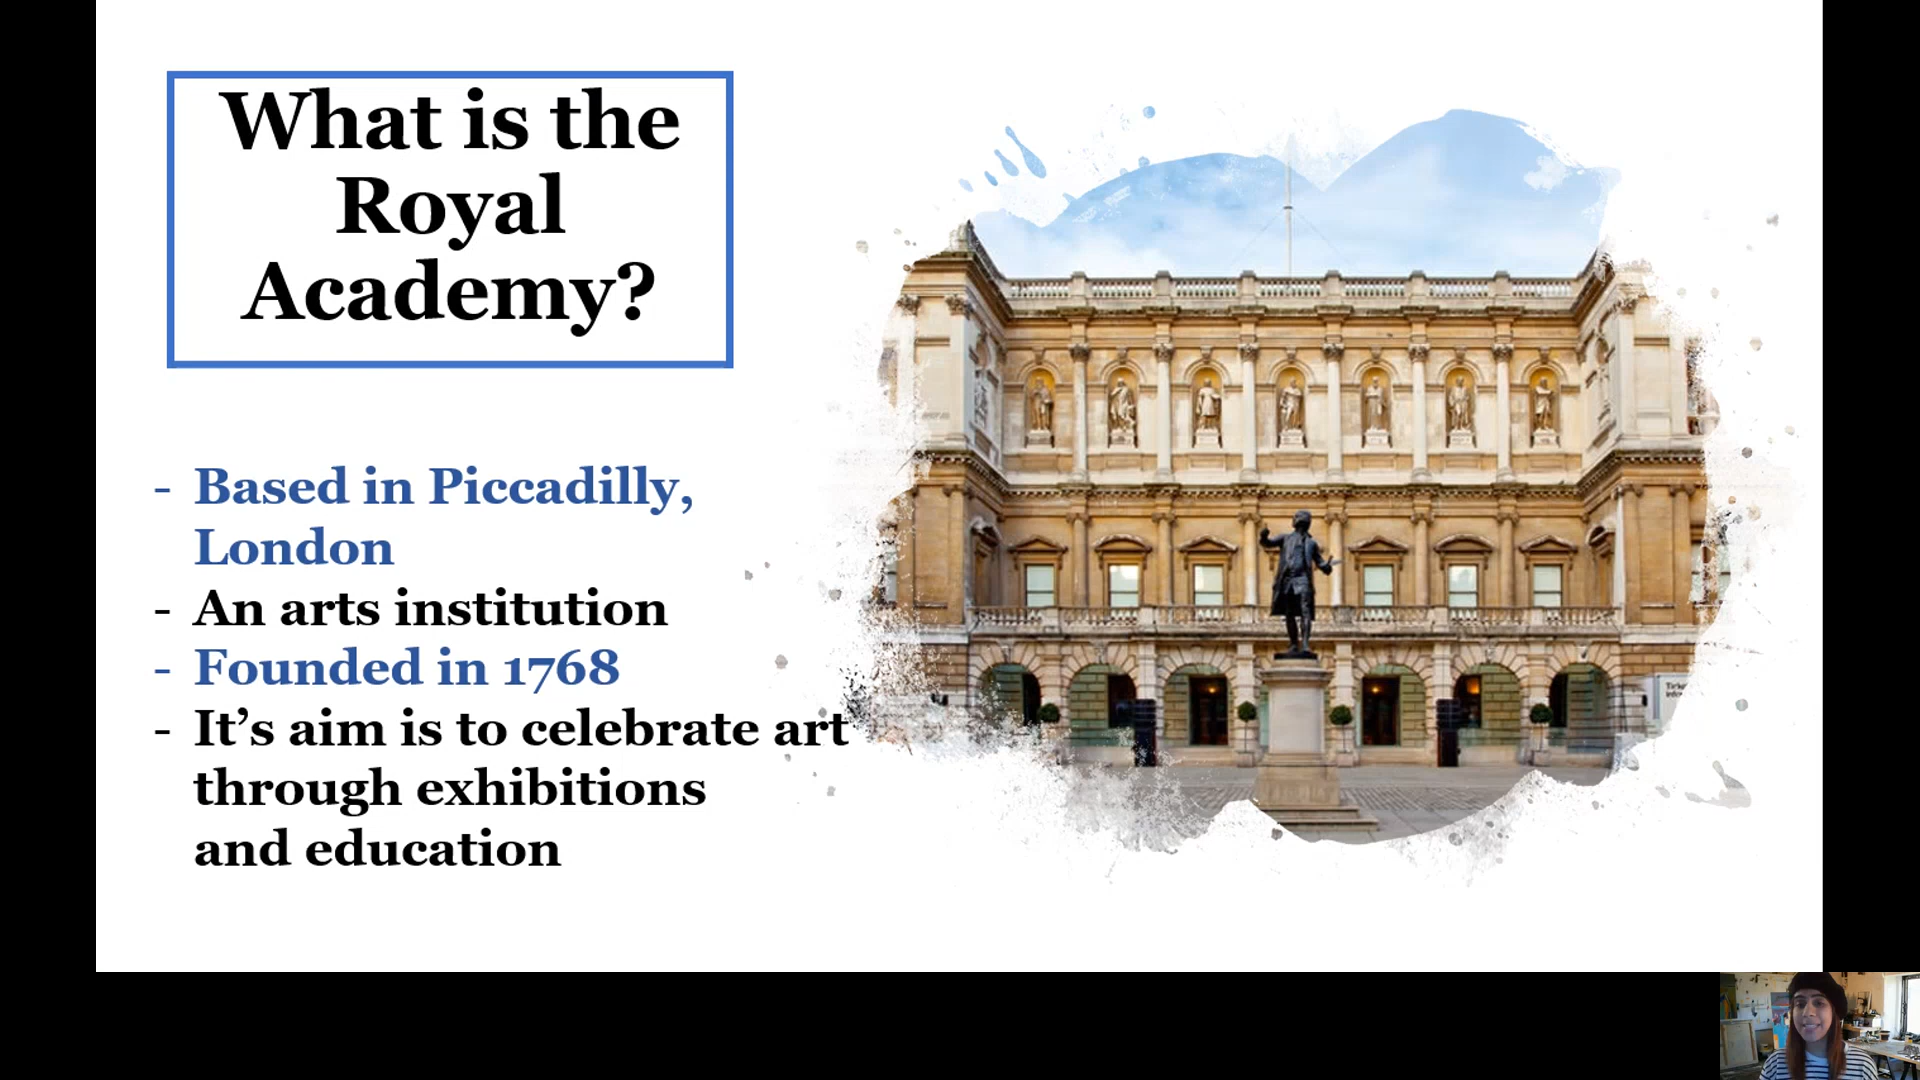 What is the
Royal
Academy?
- Based in Piccadilly,
London
- An arts institution
- Founded in 1768
- It’s aim is to celebrate art
through exhibitions
and education